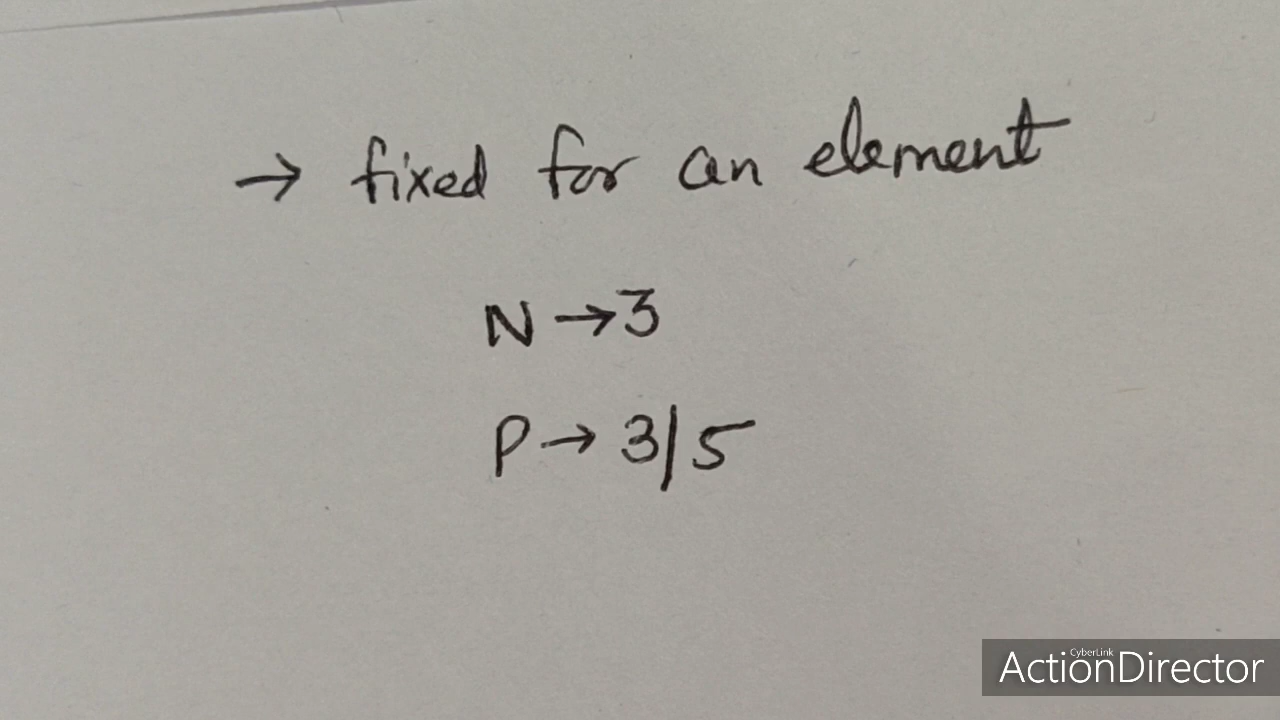 → fixed for an element
N → 3
P → 3/5
CyberLink
ActionDirector